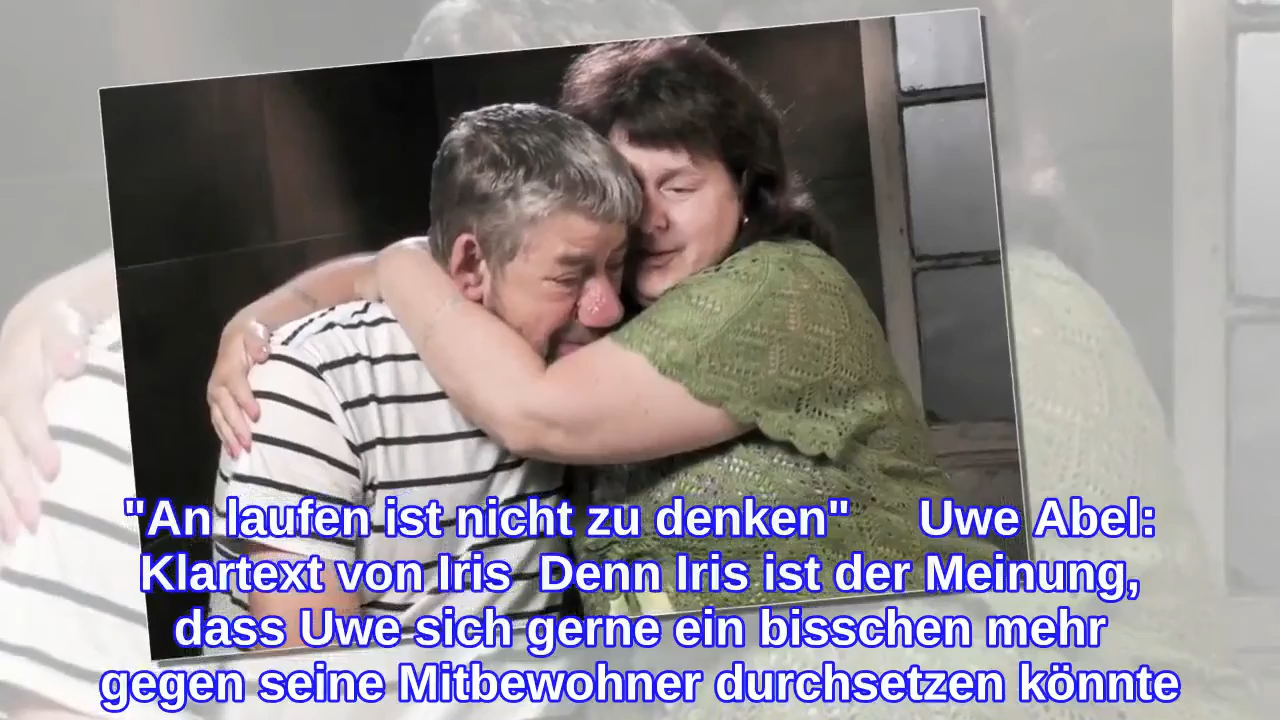 "An laufen ist nicht zu denken" Uwe Abel:
Klartext von Iris Denn Iris ist der Meinung,
dass Uwe sich gerne ein bisschen mehr
gegen seine Mitbewohner durchsetzen könnte